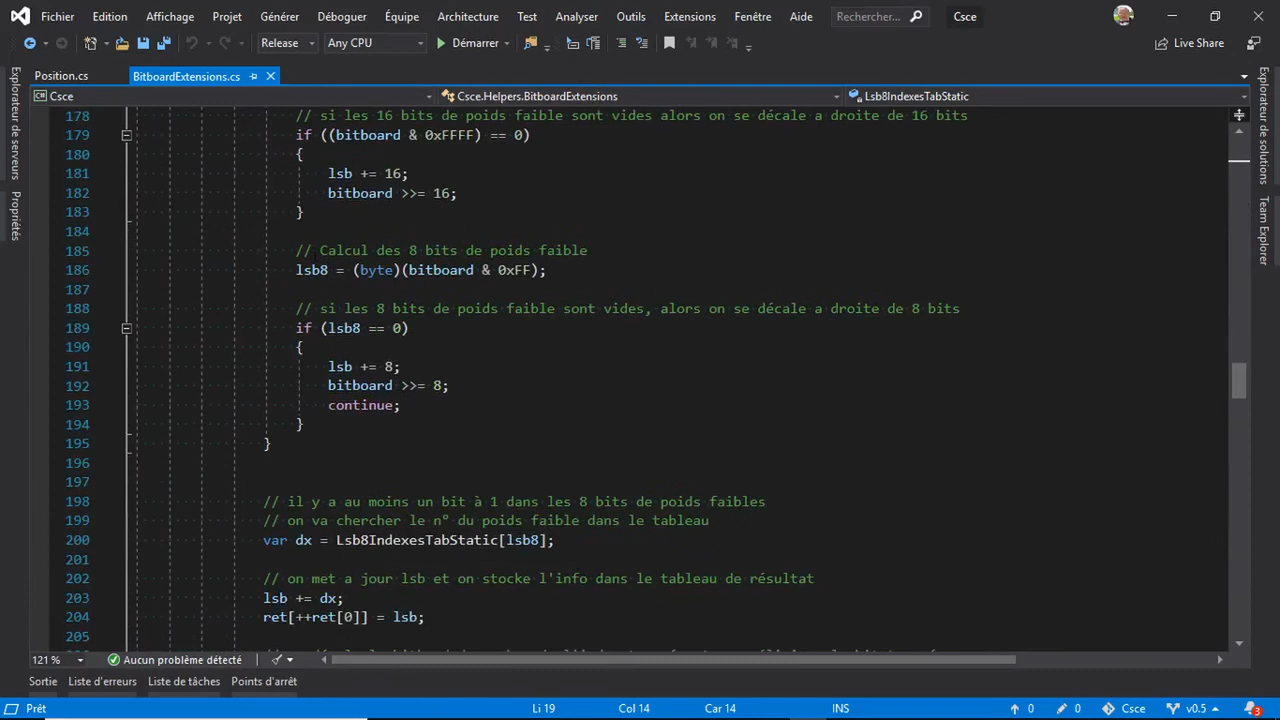 Fichier Edition Affichage Projet Générer Déboguer Équipe Architecture Test Analyser Outils Extensions Fenêtre Aide Rechercher... Csce
Release Any CPU Démarrer Live Share
Position.cs BitboardExtensions.cs
Csce Csce.Helpers.BitboardExtensions Lsb8IndexesTabStatic
Explorateur de serveurs
Propriétés
Explorateur de solutions
Team Explorer
178 // si les 16 bits de poids faible sont vides alors on se décale a droite de 16 bits
179 if ((bitboard & 0xFFFF) == 0)
180 {
181 lsb += 16;
182 bitboard >>= 16;
183 }
184
185 // Calcul des 8 bits de poids faible
186 lsb8 = (byte)(bitboard & 0xFF);
187
188 // si les 8 bits de poids faible sont vides, alors on se décale a droite de 8 bits
189 if (lsb8 == 0)
190 {
191 lsb += 8;
192 bitboard >>= 8;
193 continue;
194 }
195 }
196
197
198 // il y a au moins un bit à 1 dans les 8 bits de poids faibles
199 // on va chercher le n° du poids faible dans le tableau
200 var dx = Lsb8IndexesTabStatic[lsb8];
201
202 // on met a jour lsb et on stocke l'info dans le tableau de résultat
203 lsb += dx;
204 ret[++ret[0]] = lsb;
205
121 % Aucun problème détecté
Sortie Liste d'erreurs Liste de tâches Points d'arrêt
Prêt Li 19 Col 14 Car 14 INS 0 0 Csce v0.5 3